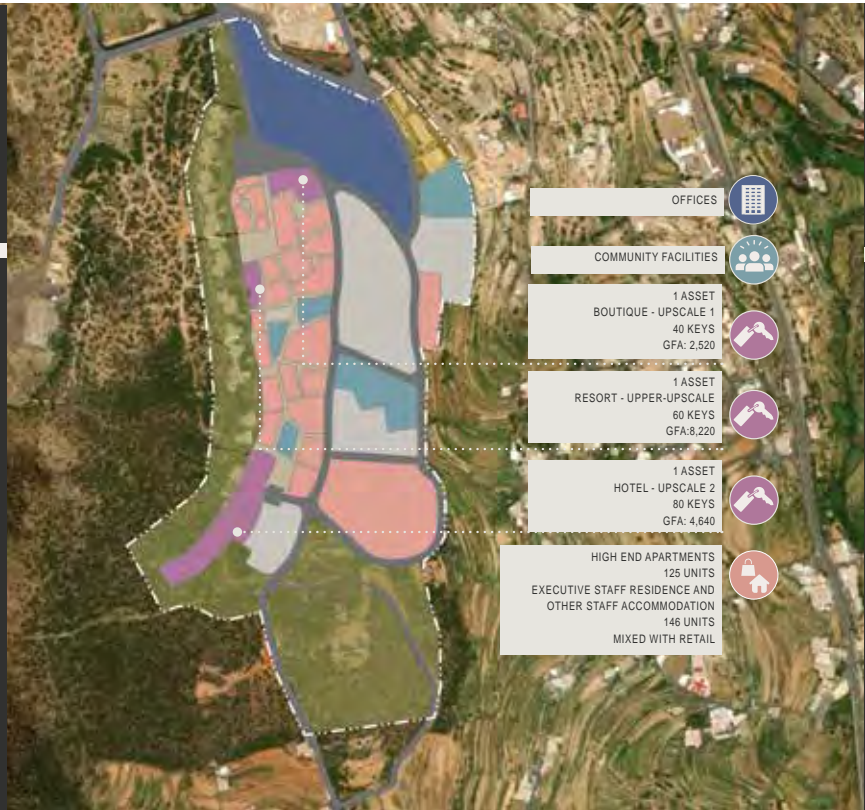 OFFICES
COMMUNITY FACILITIES
1 ASSET
BOUTIQUE - UPSCALE 1
40 KEYS
GFA: 2,520
1 ASSET
RESORT - UPPER-UPSCALE
60 KEYS
GFA:8,220
1 ASSET
HOTEL - UPSCALE 2
80 KEYS
GFA: 4,640
HIGH END APARTMENTS
125 UNITS
EXECUTIVE STAFF RESIDENCE AND
OTHER STAFF ACCOMMODATION
146 UNITS
MIXED WITH RETAIL